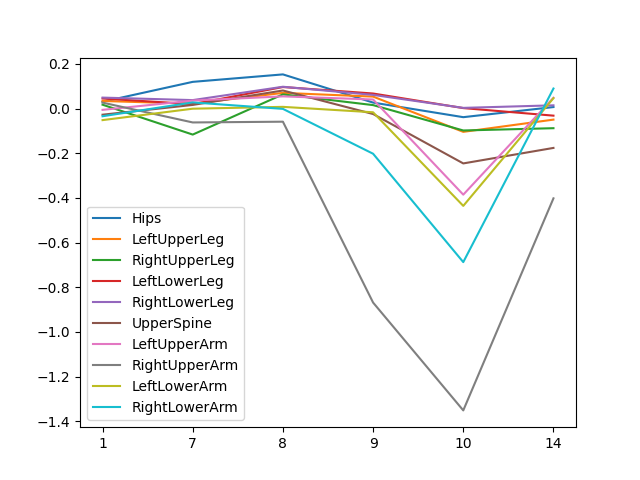 0.2
0.0
−0.2
−0.4
−0.6
−0.8
−1.0
−1.2
−1.4
Hips
LeftUpperLeg
RightUpperLeg
LeftLowerLeg
RightLowerLeg
UpperSpine
LeftUpperArm
RightUpperArm
LeftLowerArm
RightLowerArm
1 7 8 9 10 14